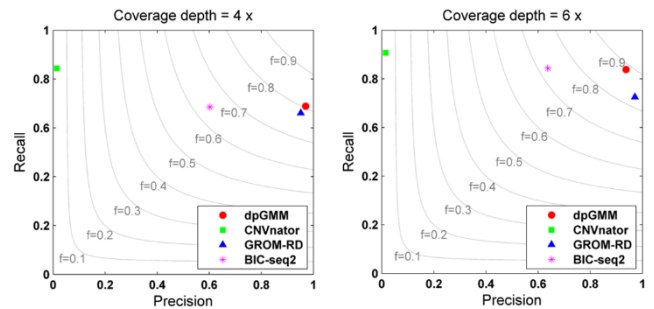 Coverage depth = 4 x
1
0.8
0.6
0.2
0.2
0
Recall
f=0.9
f=0.8
f=0.7
f=0.6
f=0.5
f=0.4
f=0.3
f=0.2
f=0.1
dpGMM
CNVnator
GROM-RD
BIC-seq2
0 0.2 0.4 0.6 0.8 1
Precision
Coverage depth = 6 x
1
0.8
0.6
0.2
0.2
0
Recall
f=0.9
f=0.8
f=0.7
f=0.6
f=0.5
f=0.4
f=0.3
f=0.2
f=0.1
dpGMM
CNVnator
GROM-RD
BIC-seq2
0 0.2 0.4 0.6 0.8 1
Precision